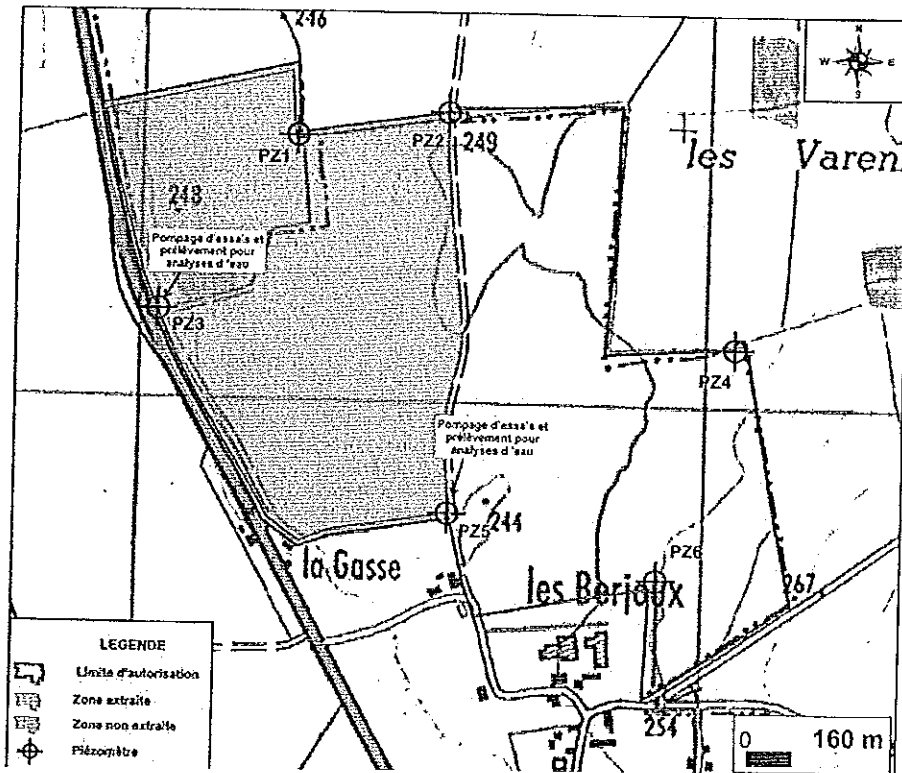 246
N
W E
S
PZ1
PZ2
249
les Varen
248
Pompage d'essais et
prélèvement pour
analyses d'eau
PZ3
PZ4
Pompage d'essais et
prélèvement pour
analyses d'eau
PZ5
244
PZ6
la Gasse
les Berjoux
267
LEGENDE
Limite d'autorisation
Zone extraite
Zone non extraite
Piézomètre
254
0 160 m